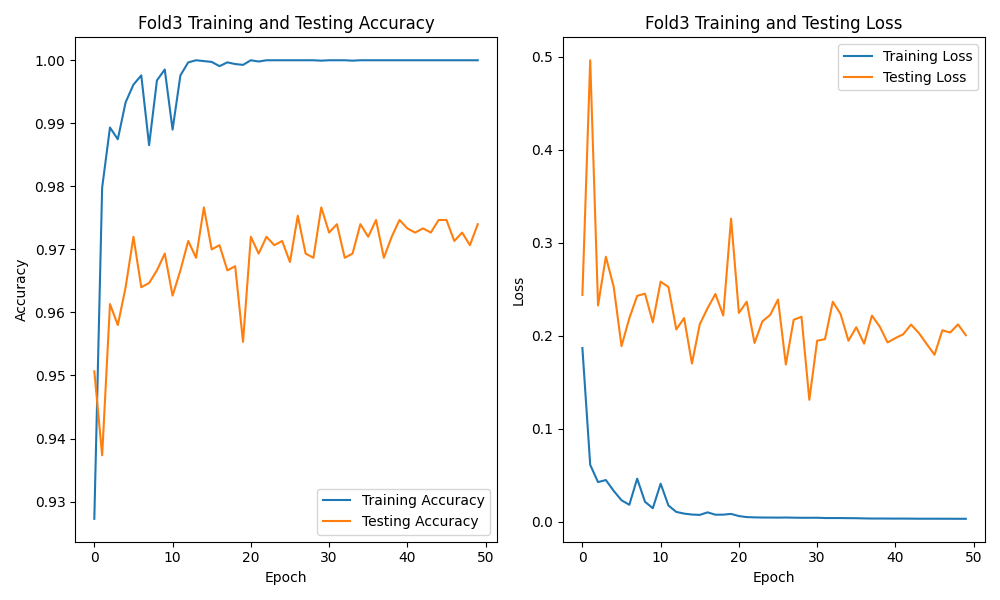 Fold3 Training and Testing Accuracy
1.00
0.99
0.98
0.97
0.96
0.95
0.94
0.93
Accuracy
Training Accuracy
Testing Accuracy
0 10 20 30 40 50
Epoch
Fold3 Training and Testing Loss
0.5
0.4
0.3
0.2
0.1
0.0
Loss
Training Loss
Testing Loss
0 10 20 30 40 50
Epoch